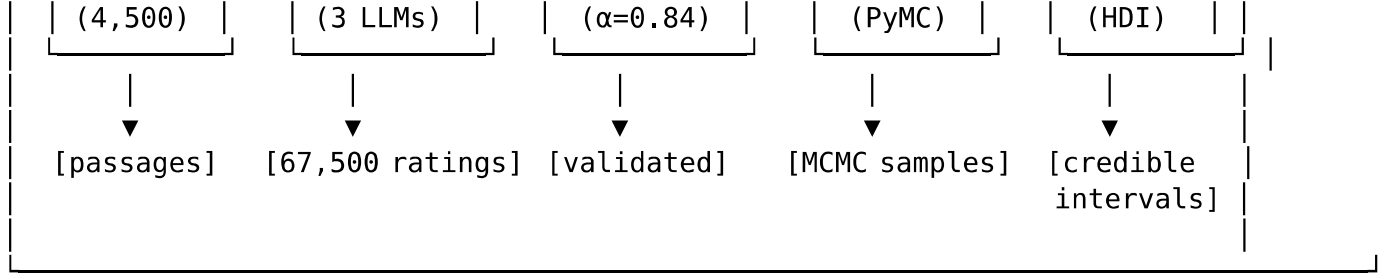 (4,500) (3 LLMs) (α=0.84) (PyMC) (HDI)
[passages] [67,500 ratings] [validated] [MCMC samples] [credible
intervals]